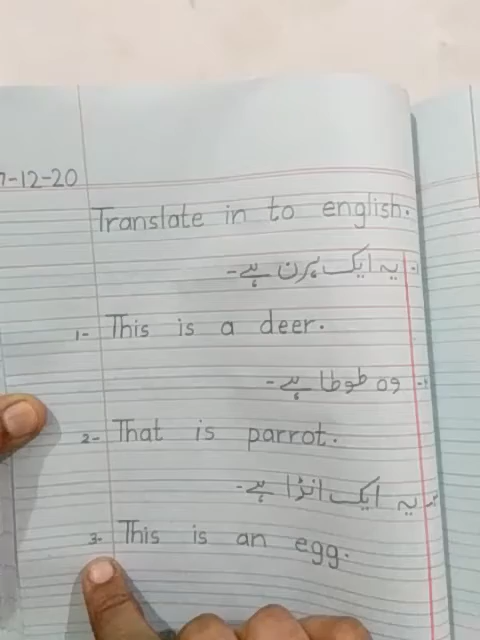 7-12-20
Translate in to english.
یہ ایک ہرن ہے-
1- This is a deer.
وہ طوطا ہے-
2- That is parrot.
یہ ایک انڈا ہے-
3- This is an egg.